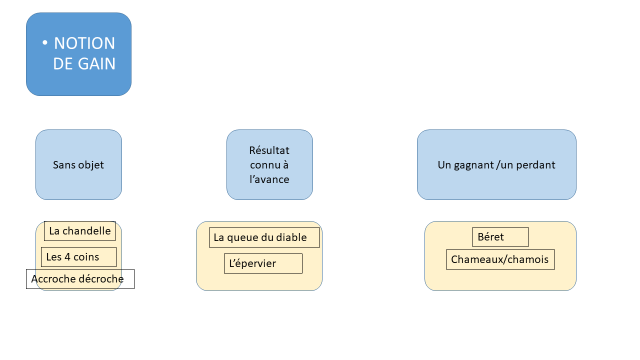 • NOTION
DE GAIN
Sans objet
Résultat
connu à
l'avance
Un gagnant /un perdant
La chandelle
Les 4 coins
Accroche décroche
La queue du diable
L'épervier
Béret
Chameaux/chamois